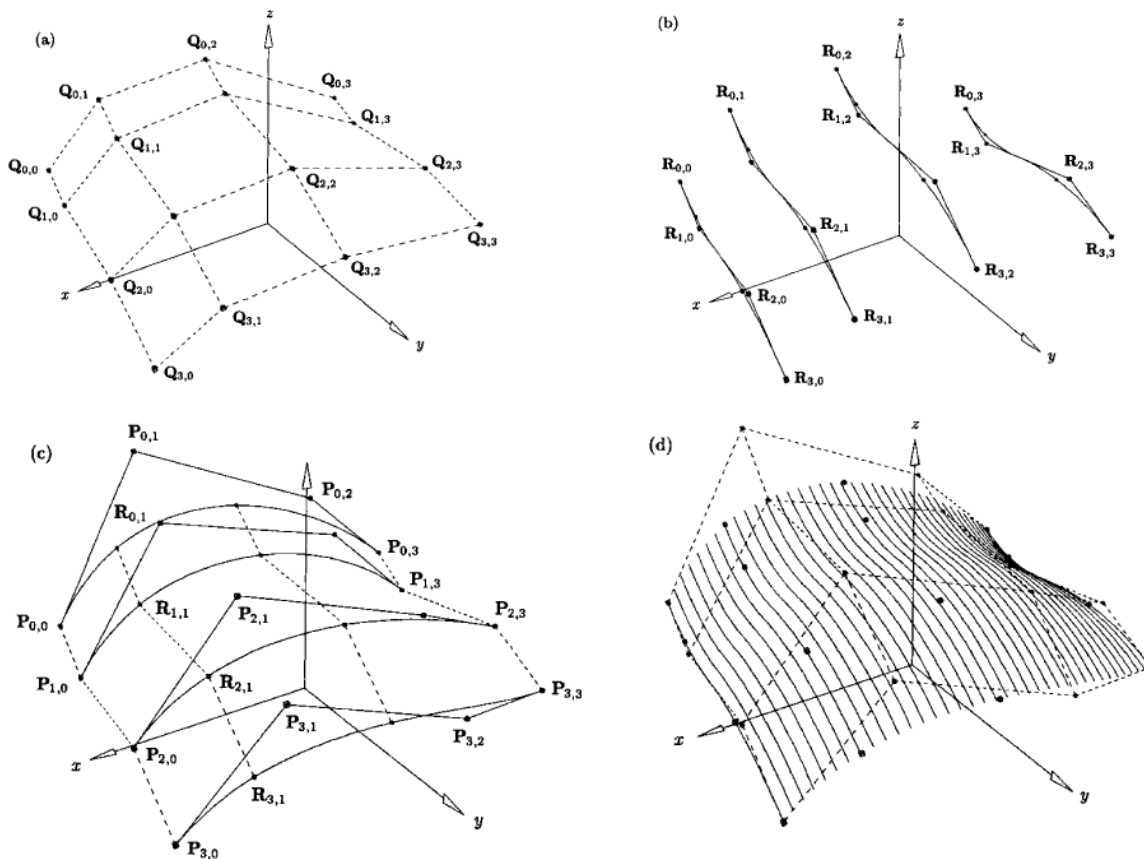 (a)
z
Q0,2
Q0,1
Q0,3
Q1,3
Q1,1
Q0,0
Q2,3
Q2,2
Q1,0
Q3,3
Q3,2
x
Q2,0
Q3,1
y
Q3,0
(b)
z
R0,2
R0,1
R0,3
R1,2
R1,3
R0,0
R2,3
R1,0
R2,1
R3,3
R3,2
x
R2,0
R3,1
y
R3,0
(c)
P0,1
P0,2
R0,1
P0,3
P1,3
R1,1
P0,0
P2,1
P2,3
P1,0
R2,1
P3,3
P3,1
P3,2
x
P2,0
R3,1
y
P3,0
(d)
z
x
y